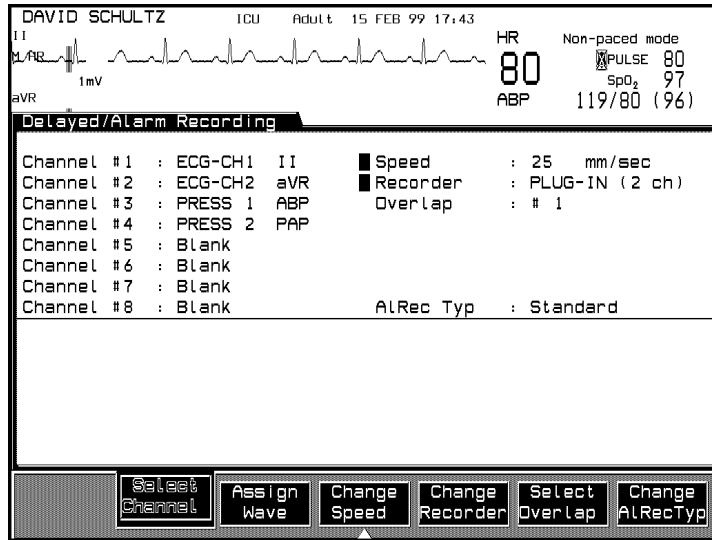 DAVID SCHULTZ ICU Adult 15 FEB 99 17:43
II
HR Non-paced mode
PULSE 80
1mV
80 SpO₂ 97
aVR
ABP 119/80 (96)
Delayed/Alarm Recording
Channel #1 : ECG-CH1 II Speed : 25 mm/sec
Channel #2 : ECG-CH2 aVR Recorder : PLUG-IN (2 ch)
Channel #3 : PRESS 1 ABP Overlap : # 1
Channel #4 : PRESS 2 PAP
Channel #5 : Blank
Channel #6 : Blank
Channel #7 : Blank
Channel #8 : Blank AlRec Typ : Standard
Select Channel
Assign Wave
Change Speed
Change Recorder
Select Overlap
Change AlRecTyp